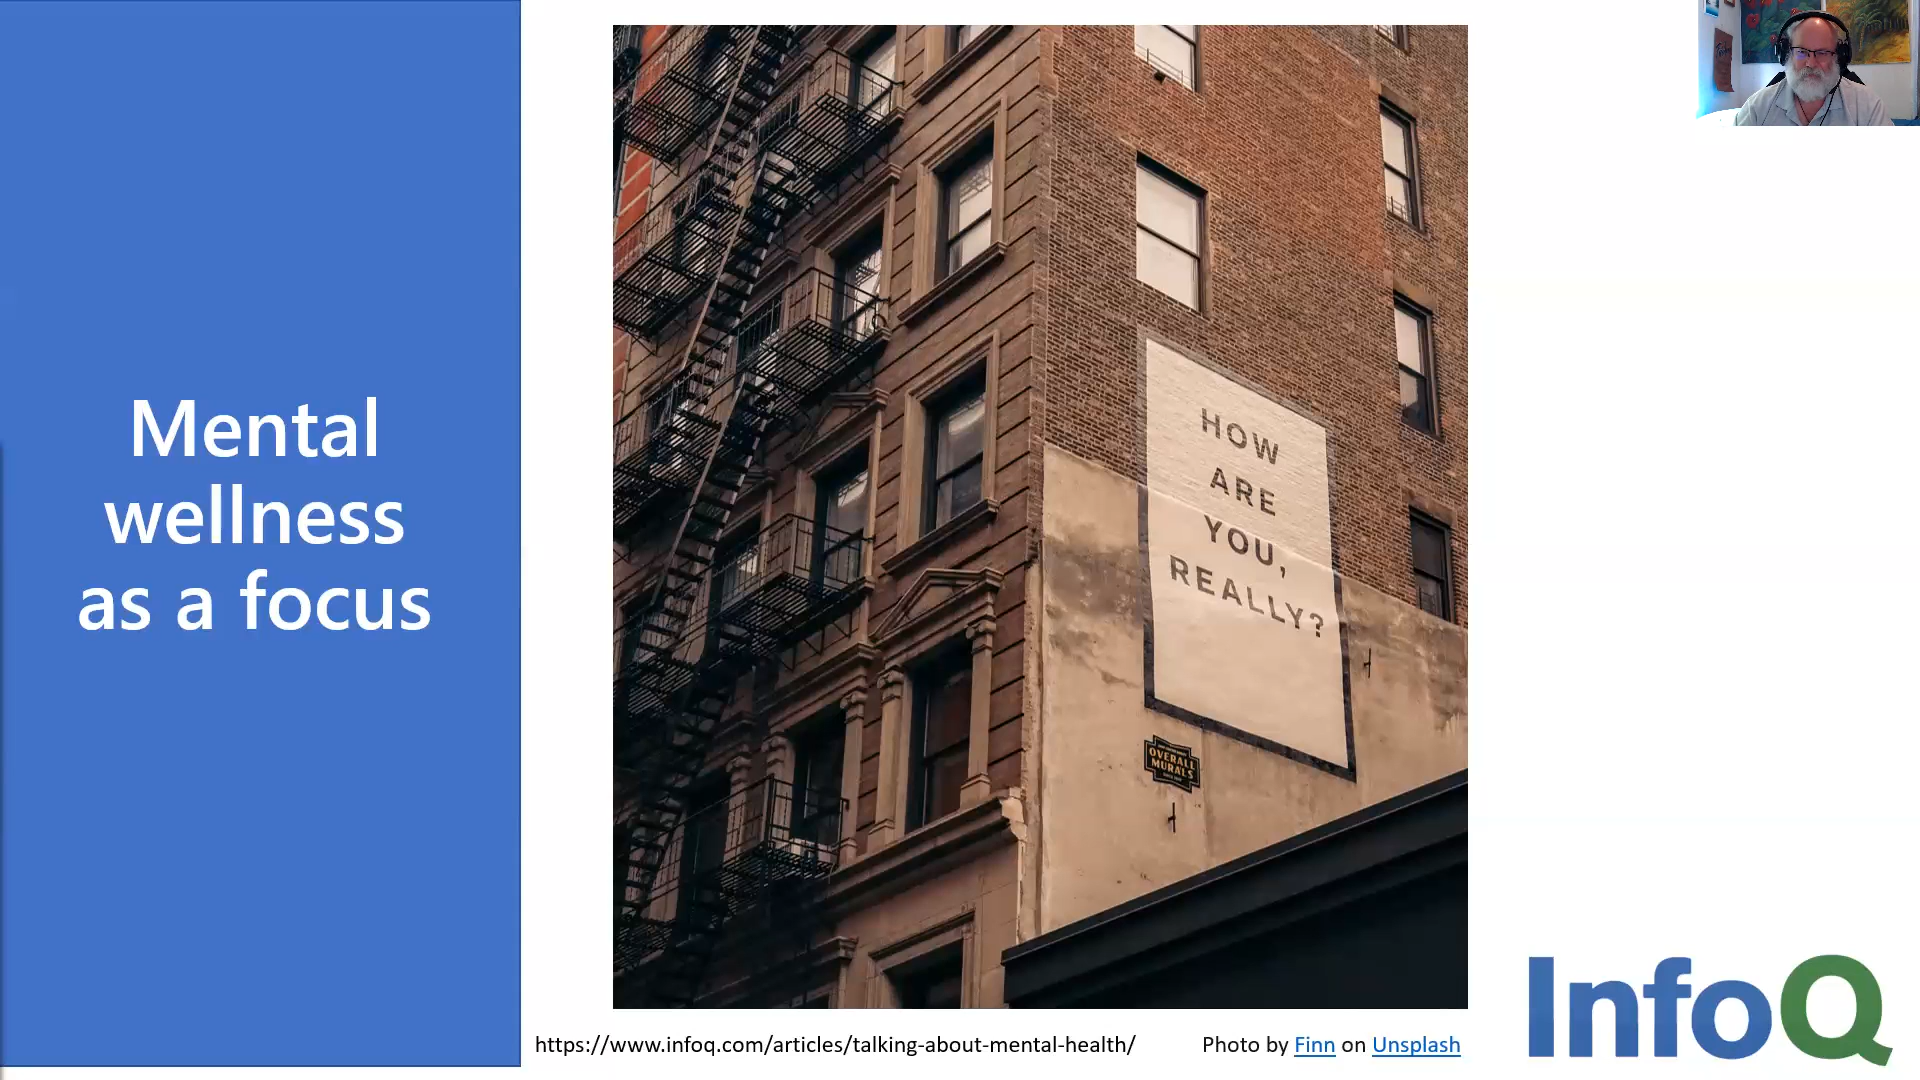 Mental
wellness
as a focus
HOW
ARE
YOU,
REALLY?
OVERALL
MURALS
https://www.infoq.com/articles/talking-about-mental-health/
Photo by Finn on Unsplash
InfoQ